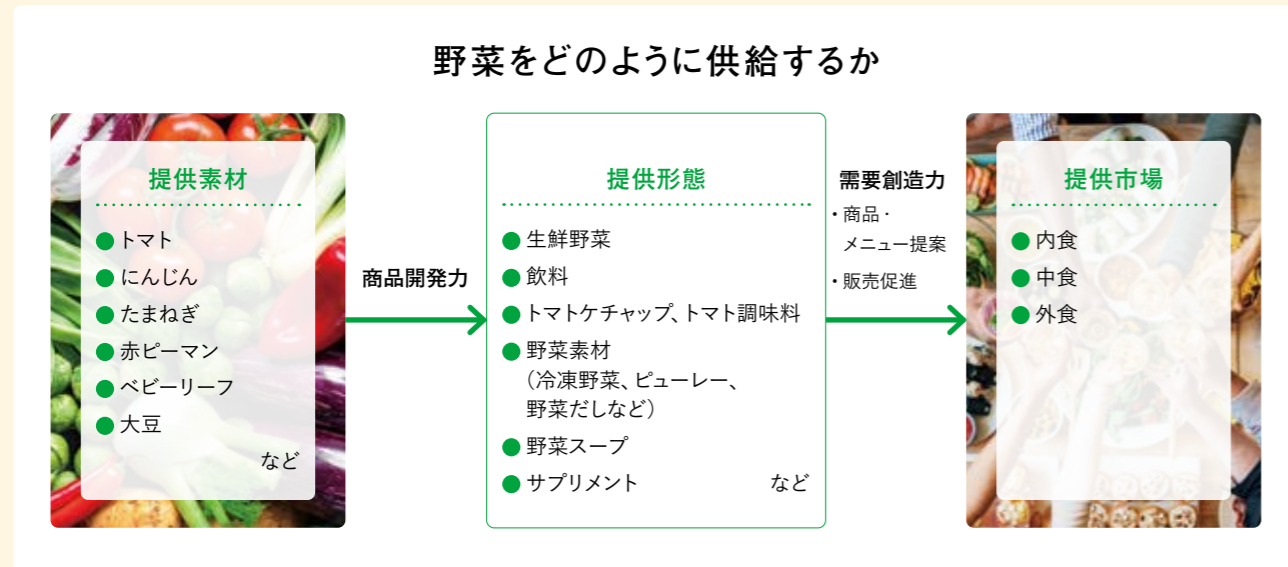 野菜をどのように供給するか
提供素材
● トマト
● にんじん
● たまねぎ
● 赤ピーマン
● ベビーリーフ
● 大豆
など
商品開発力
提供形態
● 生鮮野菜
● 飲料
● トマトケチャップ、トマト調味料
● 野菜素材
（冷凍野菜、ピューレー、
野菜だしなど）
● 野菜スープ
● サプリメント など
需要創造力
・商品・
メニュー提案
・販売促進
提供市場
● 内食
● 中食
● 外食